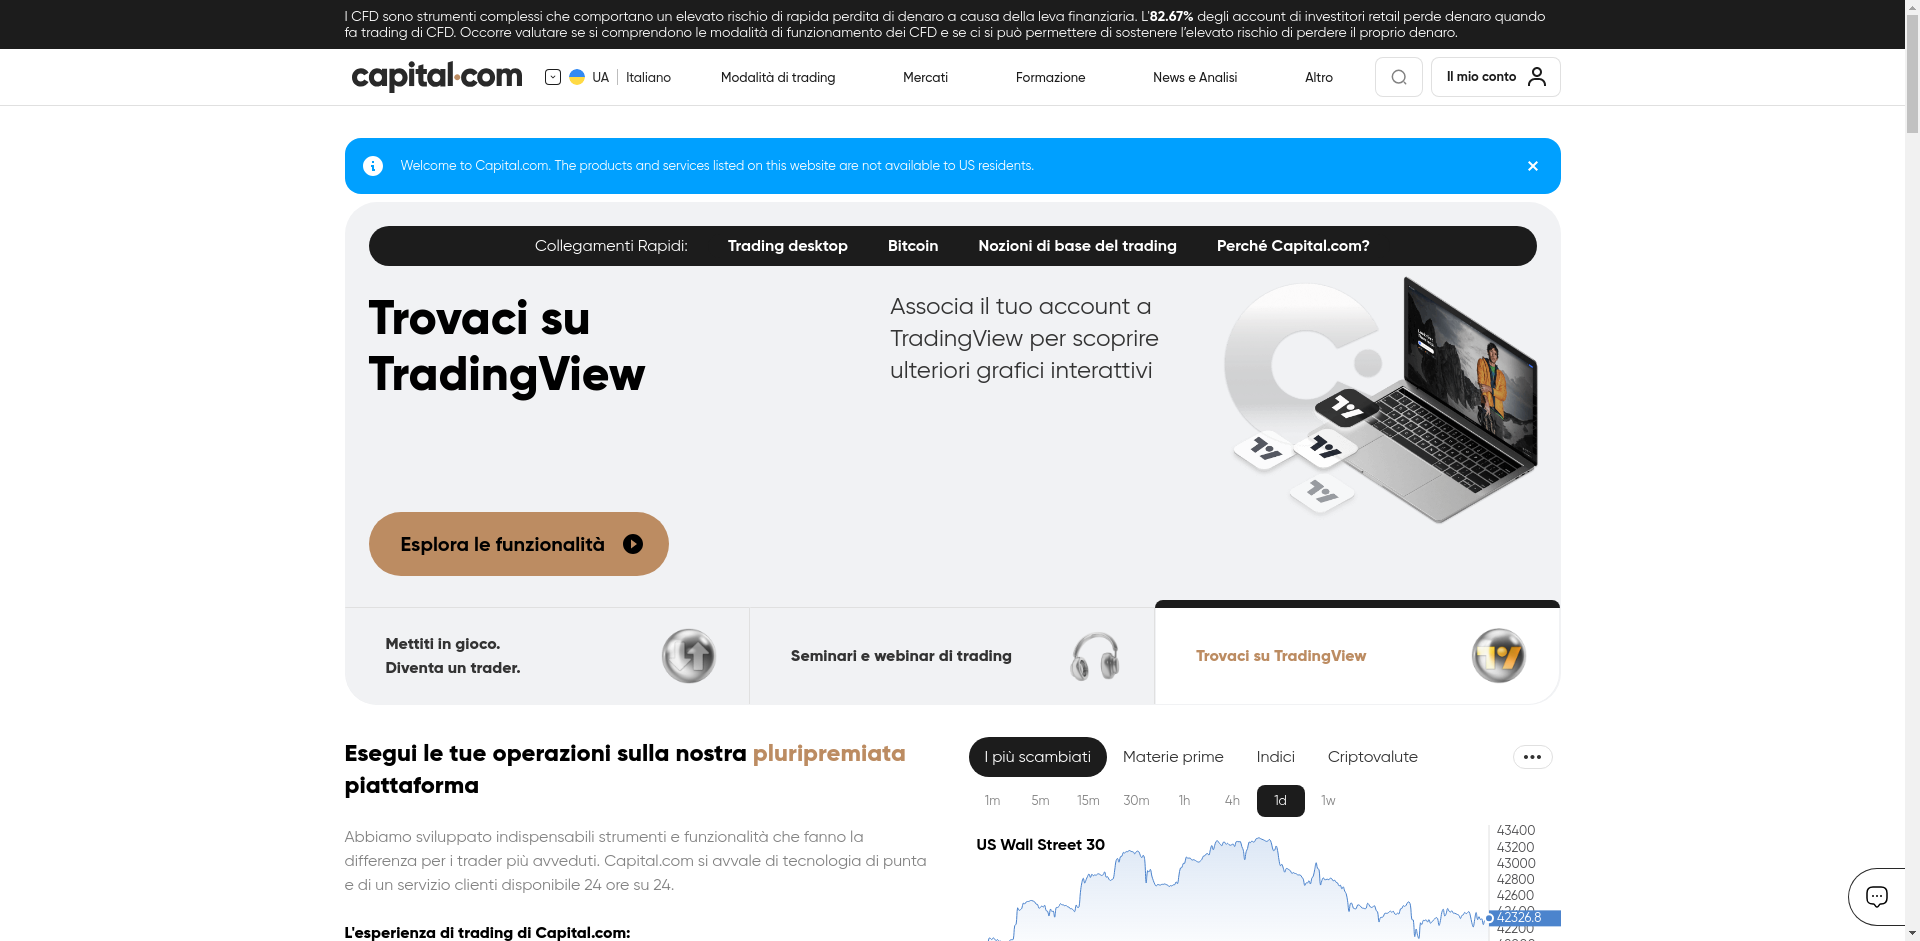 I CFD sono strumenti complessi che comportano un elevato rischio di rapida perdita di denaro a causa della leva finanziaria. L'82.67% degli account di investitori retail perde denaro quando
fa trading di CFD. Occorre valutare se si comprendono le modalità di funzionamento dei CFD e se ci si può permettere di sostenere l'elevato rischio di perdere il proprio denaro.
capital.com UA Italiano Modalità di trading Mercati Formazione News e Analisi Altro Il mio conto
Welcome to Capital.com. The products and services listed on this website are not available to US residents.
Collegamenti Rapidi: Trading desktop Bitcoin Nozioni di base del trading Perché Capital.com?
Trovaci su
TradingView
Associa il tuo account a
TradingView per scoprire
ulteriori grafici interattivi
Esplora le funzionalità
Mettiti in gioco.
Diventa un trader.
Seminari e webinar di trading
Trovaci su TradingView
Esegui le tue operazioni sulla nostra pluripremiata
piattaforma
Abbiamo sviluppato indispensabili strumenti e funzionalità che fanno la
differenza per i trader più avveduti. Capital.com si avvale di tecnologia di punta
e di un servizio clienti disponibile 24 ore su 24.
L'esperienza di trading di Capital.com:
I più scambiati Materie prime Indici Criptovalute
1m 5m 15m 30m 1h 4h 1d 1w
US Wall Street 30
43400
43200
43000
42800
42600
42400
42326.8
42200